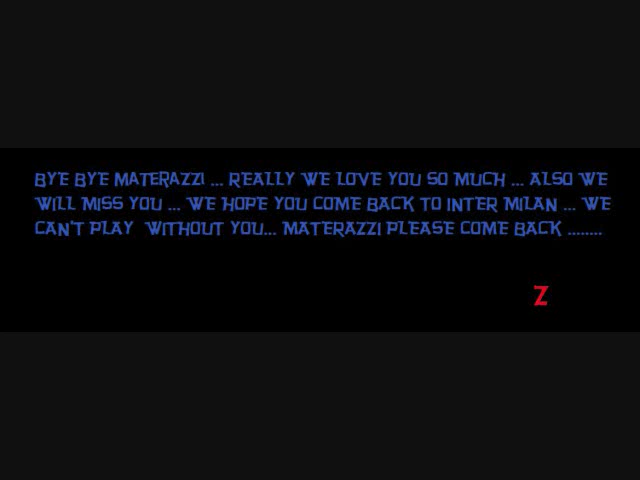 BYE BYE MATERAZZI ... REALLY WE LOVE YOU SO MUCH ... ALSO WE
WILL MISS YOU ... WE HOPE YOU COME BACK TO INTER MILAN ... WE
CAN'T PLAY  WITHOUT YOU... MATERAZZI PLEASE COME BACK ........
Z